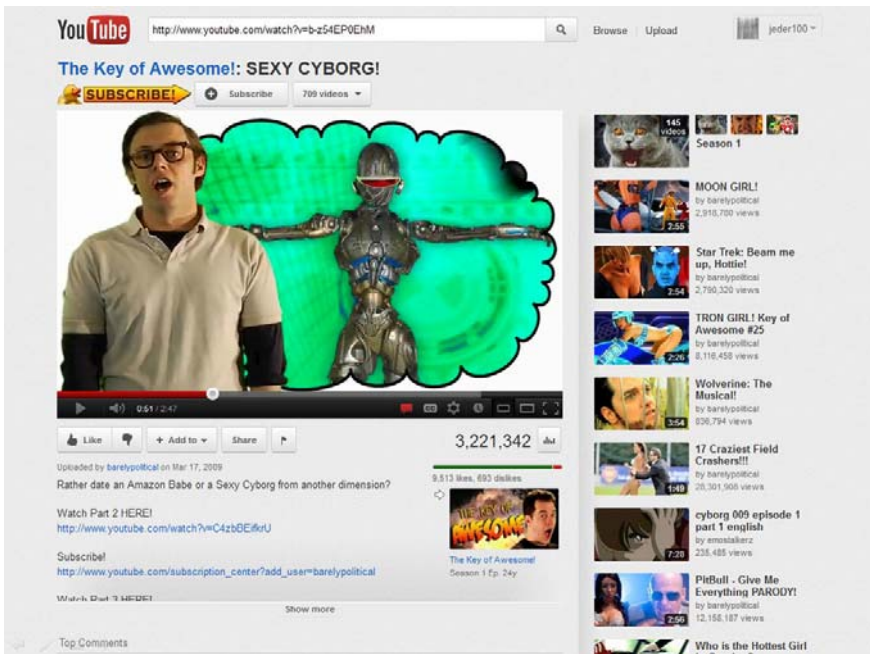 YouTube
http://www.youtube.com/watch?v=b-z54EP0EhM
Browse
Upload
jeder100
The Key of Awesome!: SEXY CYBORG!
SUBSCRIBE!
Subscribe
709 videos
0:51 / 2:47
Like
Add to
Share
3,221,342
Uploaded by barelypolitical on Mar 17, 2009
9,513 likes, 693 dislikes
Rather date an Amazon Babe or a Sexy Cyborg from another dimension?
Watch Part 2 HERE!
http://www.youtube.com/watch?v=C4zbBEifkrU
Subscribe!
http://www.youtube.com/subscription_center?add_user=barelypolitical
Watch Part 3 HERE!
Show more
Top Comments
THE KEY OF
AWESOME
The Key of Awesome!
Season 1 Ep. 24y
145
videos
Season 1
MOON GIRL!
by barelypolitical
2,918,700 views
2:55
Star Trek: Beam me
up, Hottie!
by barelypolitical
2,790,320 views
3:54
TRON GIRL! Key of
Awesome #25
by barelypolitical
8,116,458 views
2:26
Wolverine: The
Musical!
by barelypolitical
836,794 views
3:54
17 Craziest Field
Crashers!!!
by barelypolitical
28,301,906 views
1:49
cyborg 009 episode 1
part 1 english
by emostalkerz
235,485 views
7:28
PitBull - Give Me
Everything PARODY!
by barelypolitical
12,158,187 views
2:56
Who is the Hottest Girl